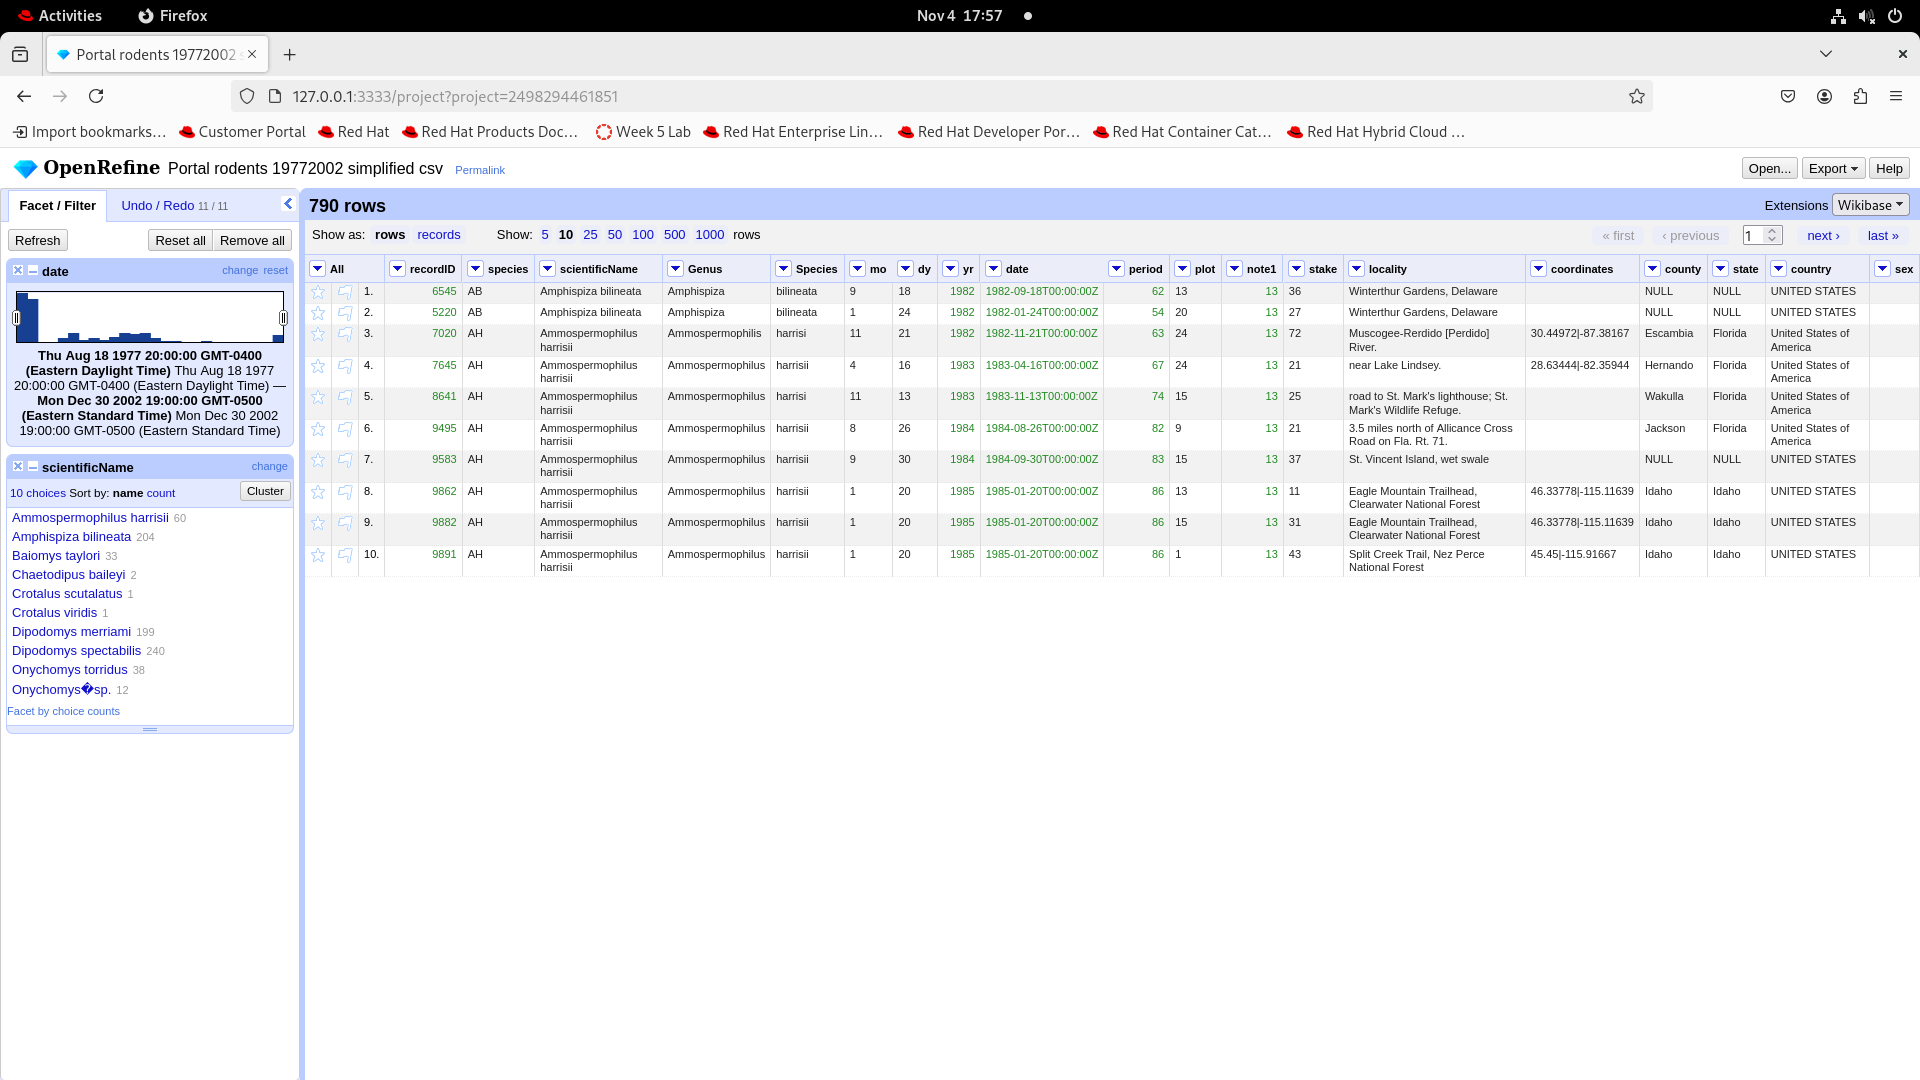 Activities Firefox Nov 4 17:57
Portal rodents 19772002 s
127.0.0.1:3333/project?project=2498294461851
Import bookmarks… Customer Portal Red Hat Red Hat Products Doc… Week 5 Lab Red Hat Enterprise Lin… Red Hat Developer Por… Red Hat Container Cat… Red Hat Hybrid Cloud …
OpenRefine Portal rodents 19772002 simplified csv Permalink Open... Export Help
Facet / Filter Undo / Redo 11 / 11
Refresh Reset all Remove all
date change reset
Thu Aug 18 1977 20:00:00 GMT-0400
(Eastern Daylight Time) Thu Aug 18 1977
20:00:00 GMT-0400 (Eastern Daylight Time) —
Mon Dec 30 2002 19:00:00 GMT-0500
(Eastern Standard Time) Mon Dec 30 2002
19:00:00 GMT-0500 (Eastern Standard Time)
scientificName change
10 choices Sort by: name count Cluster
Ammospermophilus harrisii 60
Amphispiza bilineata 204
Baiomys taylori 33
Chaetodipus baileyi 2
Crotalus scutalatus 1
Crotalus viridis 1
Dipodomys merriami 199
Dipodomys spectabilis 240
Onychomys torridus 38
Onychomys�sp. 12
Facet by choice counts
790 rows Extensions Wikibase
Show as: rows records Show: 5 10 25 50 100 500 1000 rows « first ‹ previous 1 next › last »
All recordID species scientificName Genus Species mo dy yr date period plot note1 stake locality coordinates county state country sex
1. 6545 AB Amphispiza bilineata Amphispiza bilineata 9 18 1982 1982-09-18T00:00:00Z 62 13 13 36 Winterthur Gardens, Delaware NULL NULL UNITED STATES
2. 5220 AB Amphispiza bilineata Amphispiza bilineata 1 24 1982 1982-01-24T00:00:00Z 54 20 13 27 Winterthur Gardens, Delaware NULL NULL UNITED STATES
3. 7020 AH Ammospermophilus Ammospermophilis harrisi 11 21 1982 1982-11-21T00:00:00Z 63 24 13 72 Muscogee-Rerdido [Perdido] 30.44972|-87.38167 Escambia Florida United States of
harrisii River. America
4. 7645 AH Ammospermophilus Ammospermophilus harrisii 4 16 1983 1983-04-16T00:00:00Z 67 24 13 21 near Lake Lindsey. 28.63444|-82.35944 Hernando Florida United States of
harrisii America
5. 8641 AH Ammospermophilus Ammospermophilus harrisi 11 13 1983 1983-11-13T00:00:00Z 74 15 13 25 road to St. Mark's lighthouse; St. Wakulla Florida United States of
harrisii Mark's Wildlife Refuge. America
6. 9495 AH Ammospermophilus Ammospermophilus harrisii 8 26 1984 1984-08-26T00:00:00Z 82 9 13 21 3.5 miles north of Allicance Cross Jackson Florida United States of
harrisii Road on Fla. Rt. 71. America
7. 9583 AH Ammospermophilus Ammospermophilus harrisii 9 30 1984 1984-09-30T00:00:00Z 83 15 13 37 St. Vincent Island, wet swale NULL NULL UNITED STATES
harrisii
8. 9862 AH Ammospermophilus Ammospermophilus harrisii 1 20 1985 1985-01-20T00:00:00Z 86 13 13 11 Eagle Mountain Trailhead, 46.33778|-115.11639 Idaho Idaho UNITED STATES
harrisii Clearwater National Forest
9. 9882 AH Ammospermophilus Ammospermophilus harrisii 1 20 1985 1985-01-20T00:00:00Z 86 15 13 31 Eagle Mountain Trailhead, 46.33778|-115.11639 Idaho Idaho UNITED STATES
harrisii Clearwater National Forest
10. 9891 AH Ammospermophilus Ammospermophilus harrisii 1 20 1985 1985-01-20T00:00:00Z 86 1 13 43 Split Creek Trail, Nez Perce 45.45|-115.91667 Idaho Idaho UNITED STATES
harrisii National Forest